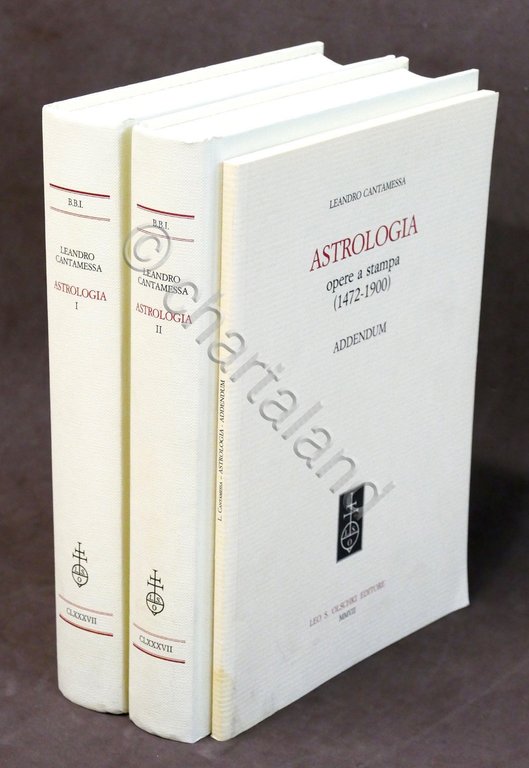 B.B.I.
LEANDRO
CANTAMESSA
ASTROLOGIA
I
CLXXXVII
B.B.I.
LEANDRO
CANTAMESSA
ASTROLOGIA
II
CLXXXVII
L. CANTAMESSA - ASTROLOGIA - ADDENDUM
LEANDRO CANTAMESSA
ASTROLOGIA
opere a stampa
(1472-1900)
ADDENDUM
LEO S. OLSCHKI EDITORE
MMVII
© chartaland